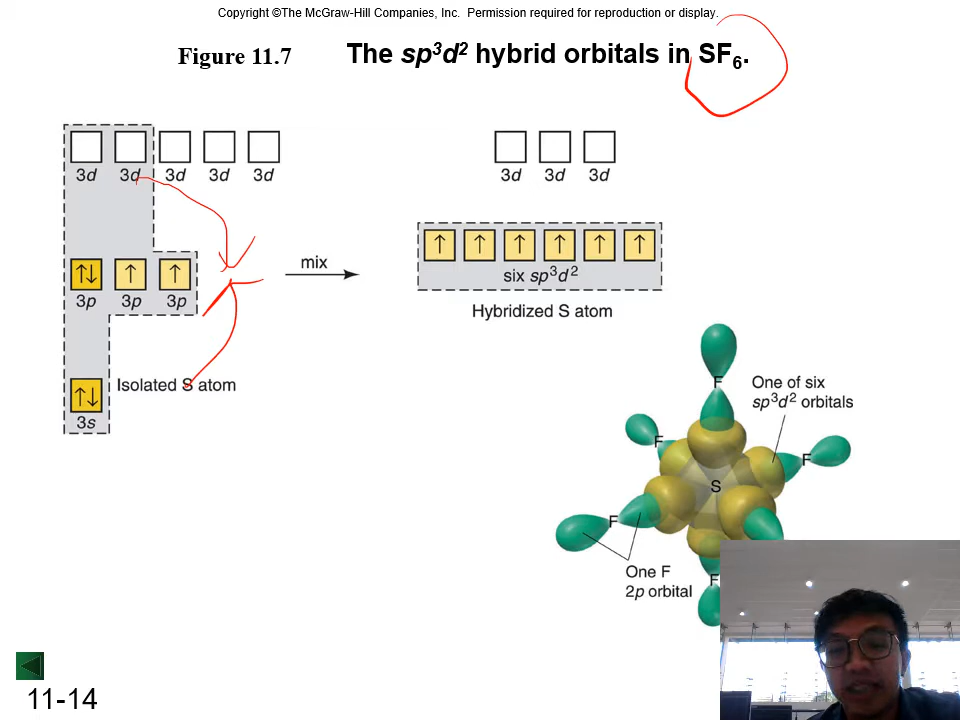 Copyright ©The McGraw-Hill Companies, Inc.  Permission required for reproduction or display.
Figure 11.7
The sp³d² hybrid orbitals in SF₆.
3d 3d 3d 3d 3d
3d 3d 3d
↑↓ ↑ ↑
3p 3p 3p
mix
↑ ↑ ↑ ↑ ↑ ↑
six sp³d²
Hybridized S atom
↑↓
3s
Isolated S atom
F
One of six
sp³d² orbitals
F
F
S
F
One F
2p orbital
F
11-14